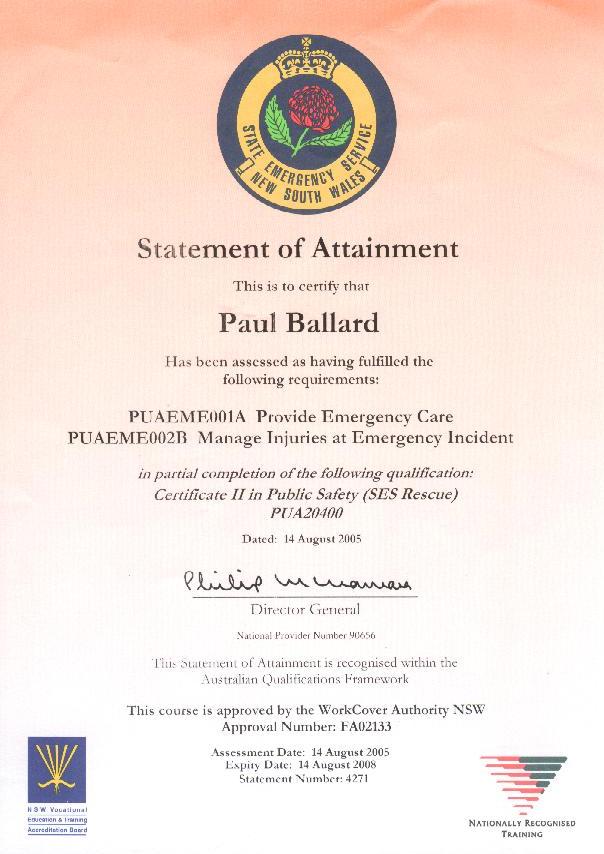 STATE EMERGENCY SERVICE
NEW SOUTH WALES
Statement of Attainment
This is to certify that
Paul Ballard
Has been assessed as having fulfilled the
following requirements:
PUAEME001A Provide Emergency Care
PUAEME002B Manage Injuries at Emergency Incident
in partial completion of the following qualification:
Certificate II in Public Safety (SES Rescue)
PUA20400
Dated: 14 August 2005
Philip
Director General
National Provider Number 90656
This Statement of Attainment is recognised within the
Australian Qualifications Framework
This course is approved by the WorkCover Authority NSW
Approval Number: FA02133
Assessment Date: 14 August 2005
Expiry Date: 14 August 2008
Statement Number: 4271
NSW Vocational
Education & Training
Accreditation Board
NATIONALLY RECOGNISED
TRAINING